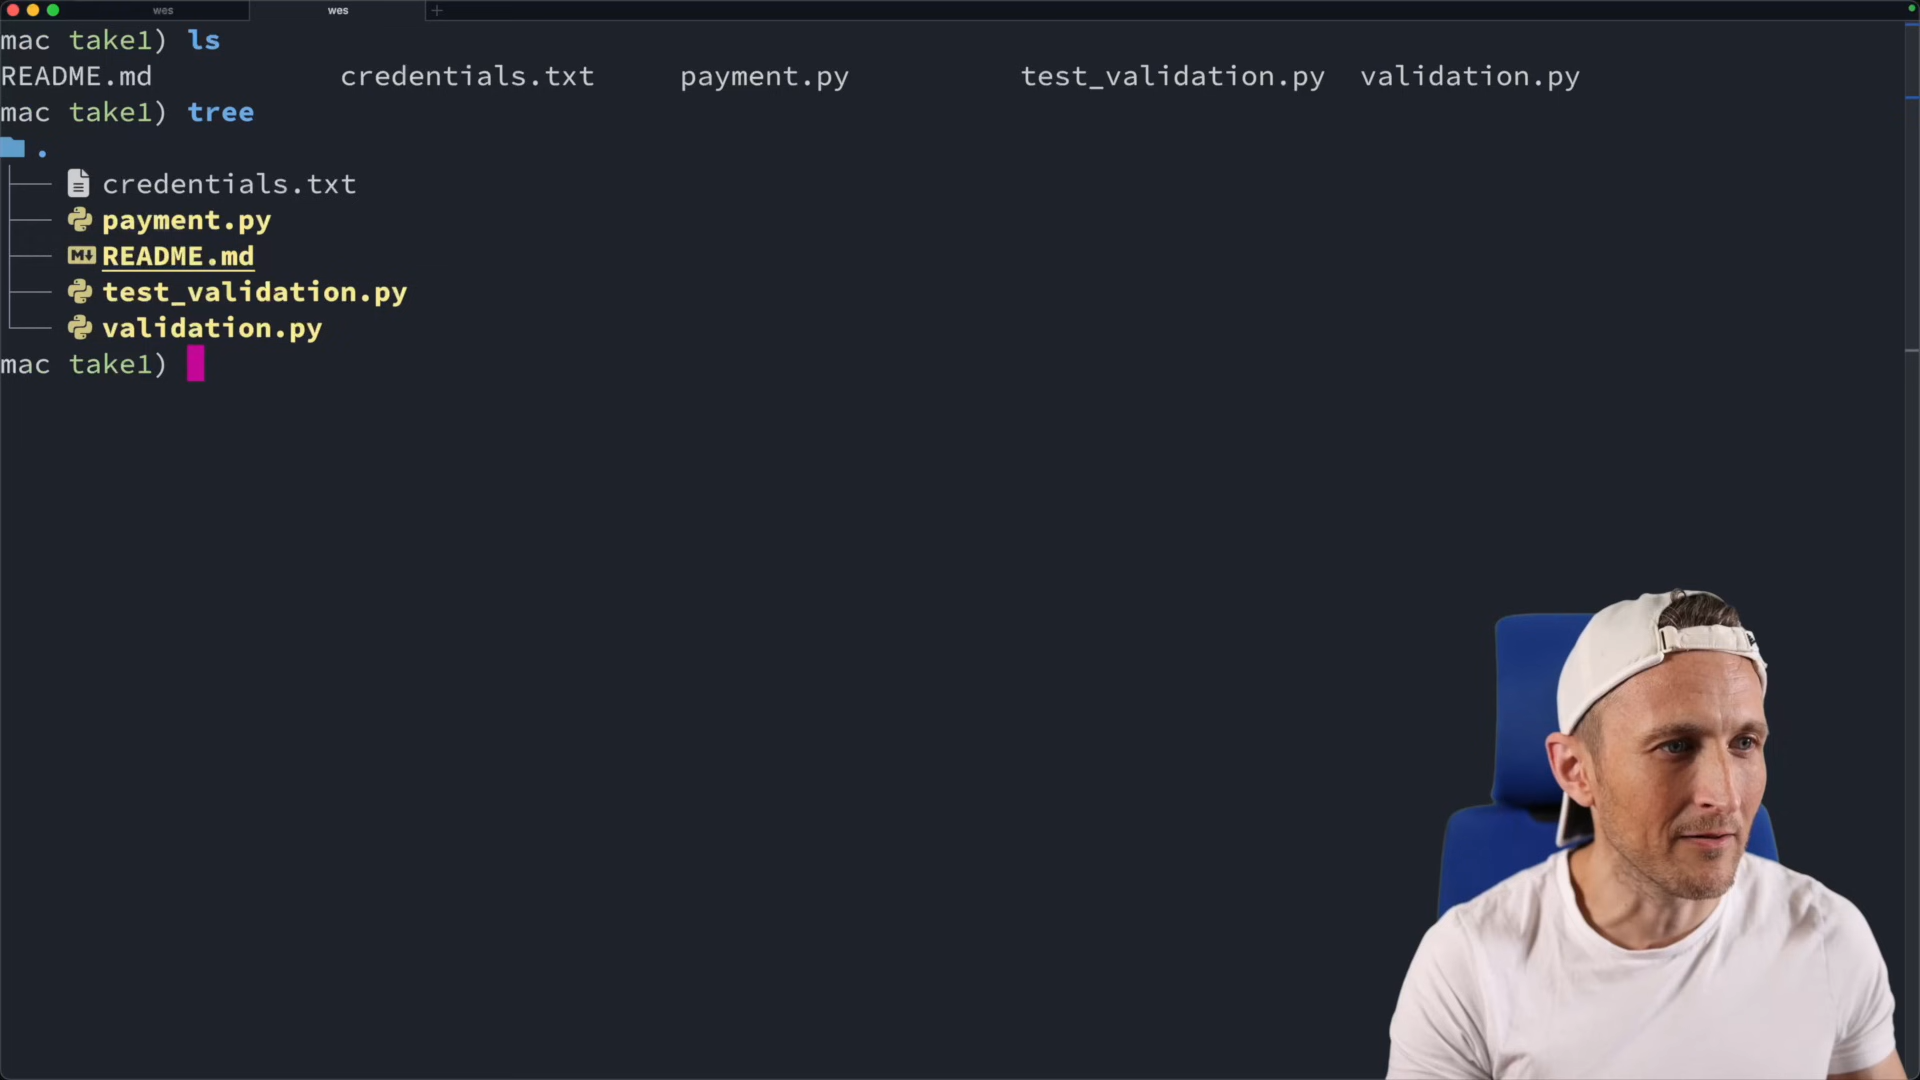 wes wes +
mac take1) ls
README.md credentials.txt payment.py test_validation.py validation.py
mac take1) tree
.
credentials.txt
payment.py
M↓ README.md
test_validation.py
validation.py
mac take1)